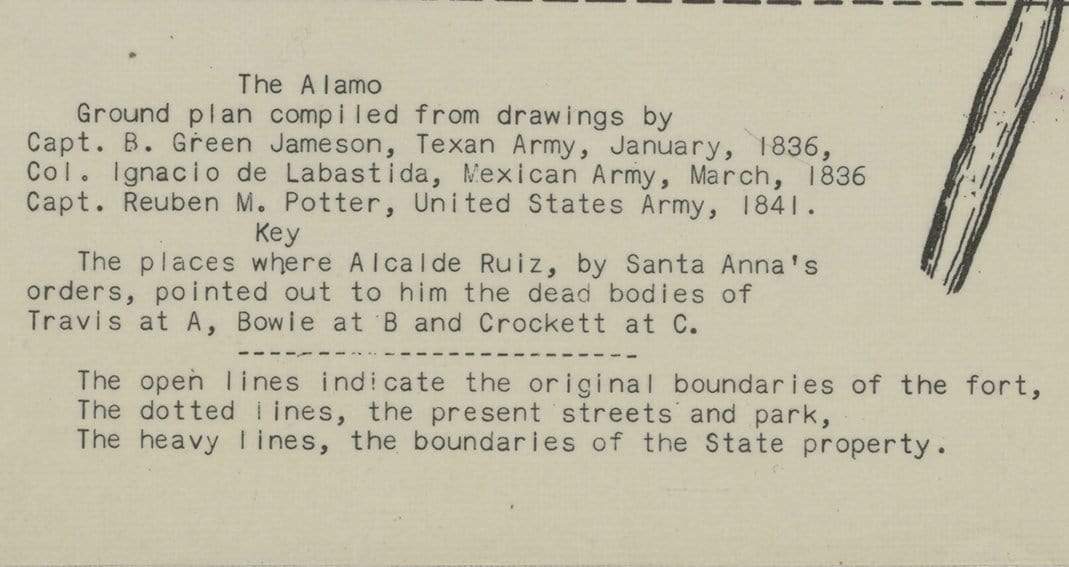 The Alamo
Ground plan compiled from drawings by
Capt. B. Green Jameson, Texan Army, January, 1836,
Col. Ignacio de Labastida, Mexican Army, March, 1836
Capt. Reuben M. Potter, United States Army, 1841.
Key
The places where Alcalde Ruiz, by Santa Anna's
orders, pointed out to him the dead bodies of
Travis at A, Bowie at B and Crockett at C.
--------------------------
The open lines indicate the original boundaries of the fort,
The dotted lines, the present streets and park,
The heavy lines, the boundaries of the State property.